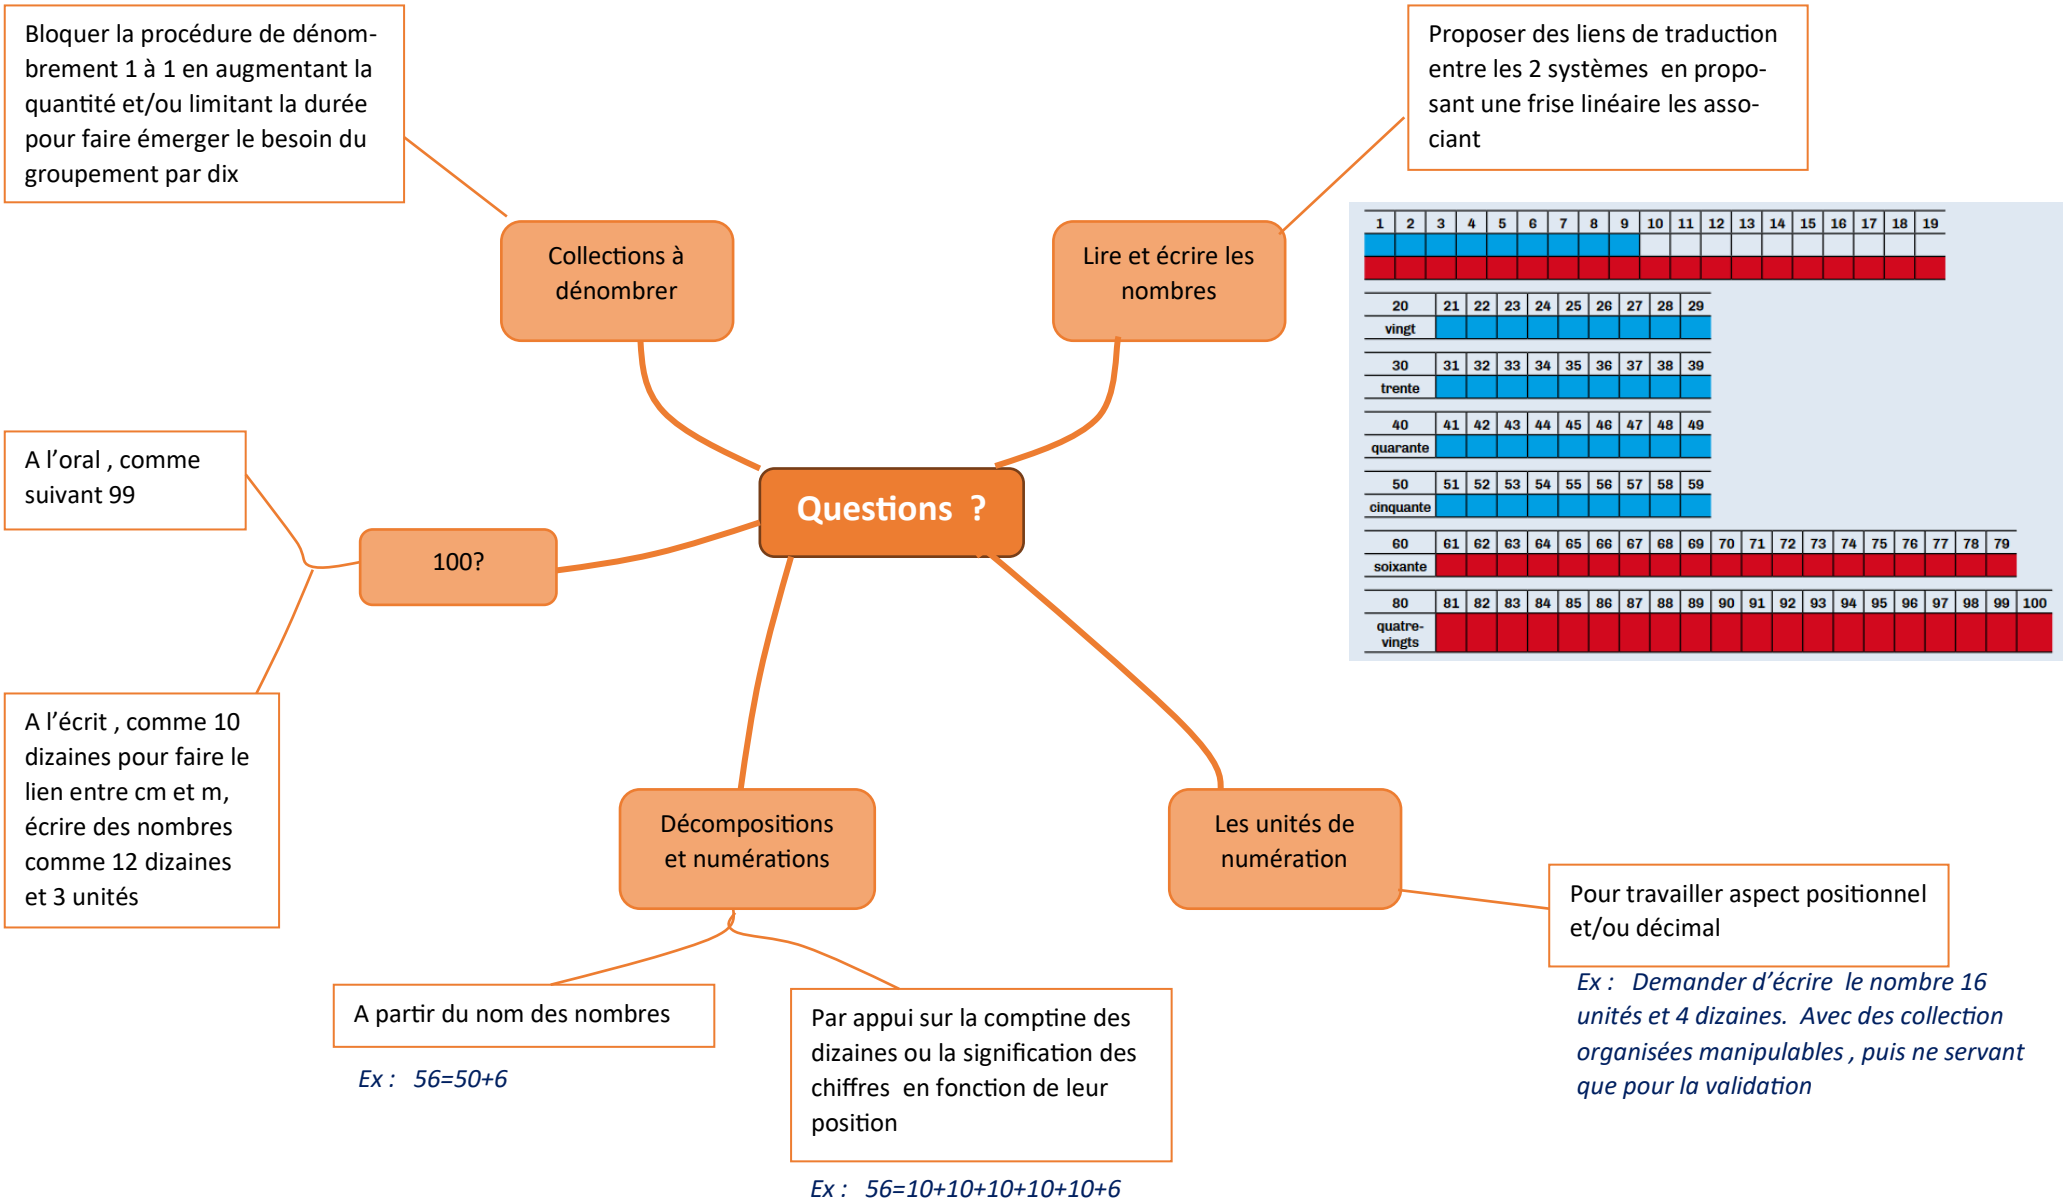 Bloquer la procédure de dénom-
brement 1 à 1 en augmentant la
quantité et/ou limitant la durée
pour faire émerger le besoin du
groupement par dix
Proposer des liens de traduction
entre les 2 systèmes en propo-
sant une frise linéaire les asso-
ciant
Collections à
dénombrer
Lire et écrire les
nombres
1 2 3 4 5 6 7 8 9 10 11 12 13 14 15 16 17 18 19
20 21 22 23 24 25 26 27 28 29
vingt
30 31 32 33 34 35 36 37 38 39
trente
40 41 42 43 44 45 46 47 48 49
quarante
50 51 52 53 54 55 56 57 58 59
cinquante
60 61 62 63 64 65 66 67 68 69 70 71 72 73 74 75 76 77 78 79
soixante
80 81 82 83 84 85 86 87 88 89 90 91 92 93 94 95 96 97 98 99 100
quatre-
vingts
A l'oral , comme
suivant 99
Questions ?
100?
A l'écrit , comme 10
dizaines pour faire le
lien entre cm et m,
écrire des nombres
comme 12 dizaines
et 3 unités
Décompositions
et numérations
Les unités de
numération
Pour travailler aspect positionnel
et/ou décimal
Ex : Demander d'écrire le nombre 16
unités et 4 dizaines. Avec des collection
organisées manipulables , puis ne servant
que pour la validation
A partir du nom des nombres
Ex : 56=50+6
Par appui sur la comptine des
dizaines ou la signification des
chiffres en fonction de leur
position
Ex : 56=10+10+10+10+10+6